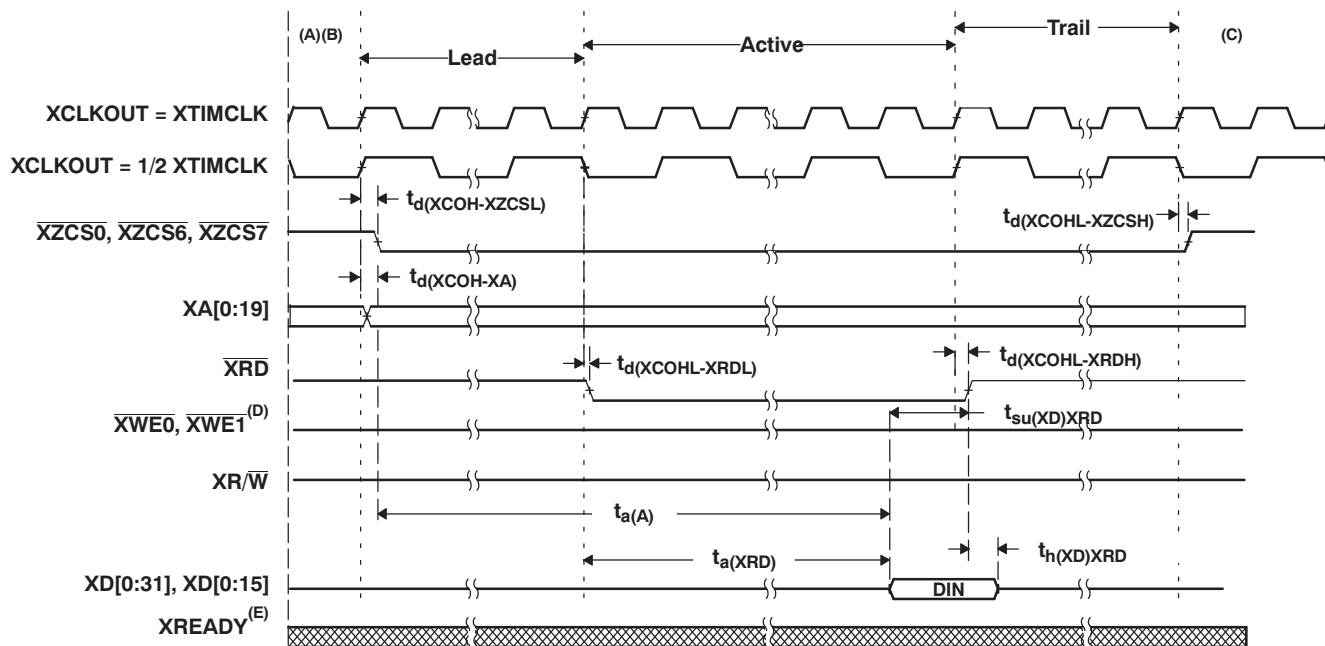 (A)(B)
Lead
Active
Trail
(C)
XCLKOUT = XTIMCLK
XCLKOUT = 1/2 XTIMCLK
td(XCOH-XZCSL)
td(XCOHL-XZCSH)
XZCS0, XZCS6, XZCS7
td(XCOH-XA)
XA[0:19]
XRD
td(XCOHL-XRDL)
td(XCOHL-XRDH)
XWE0, XWE1(D)
tsu(XD)XRD
XR/W
ta(A)
ta(XRD)
th(XD)XRD
XD[0:31], XD[0:15]
DIN
XREADY(E)